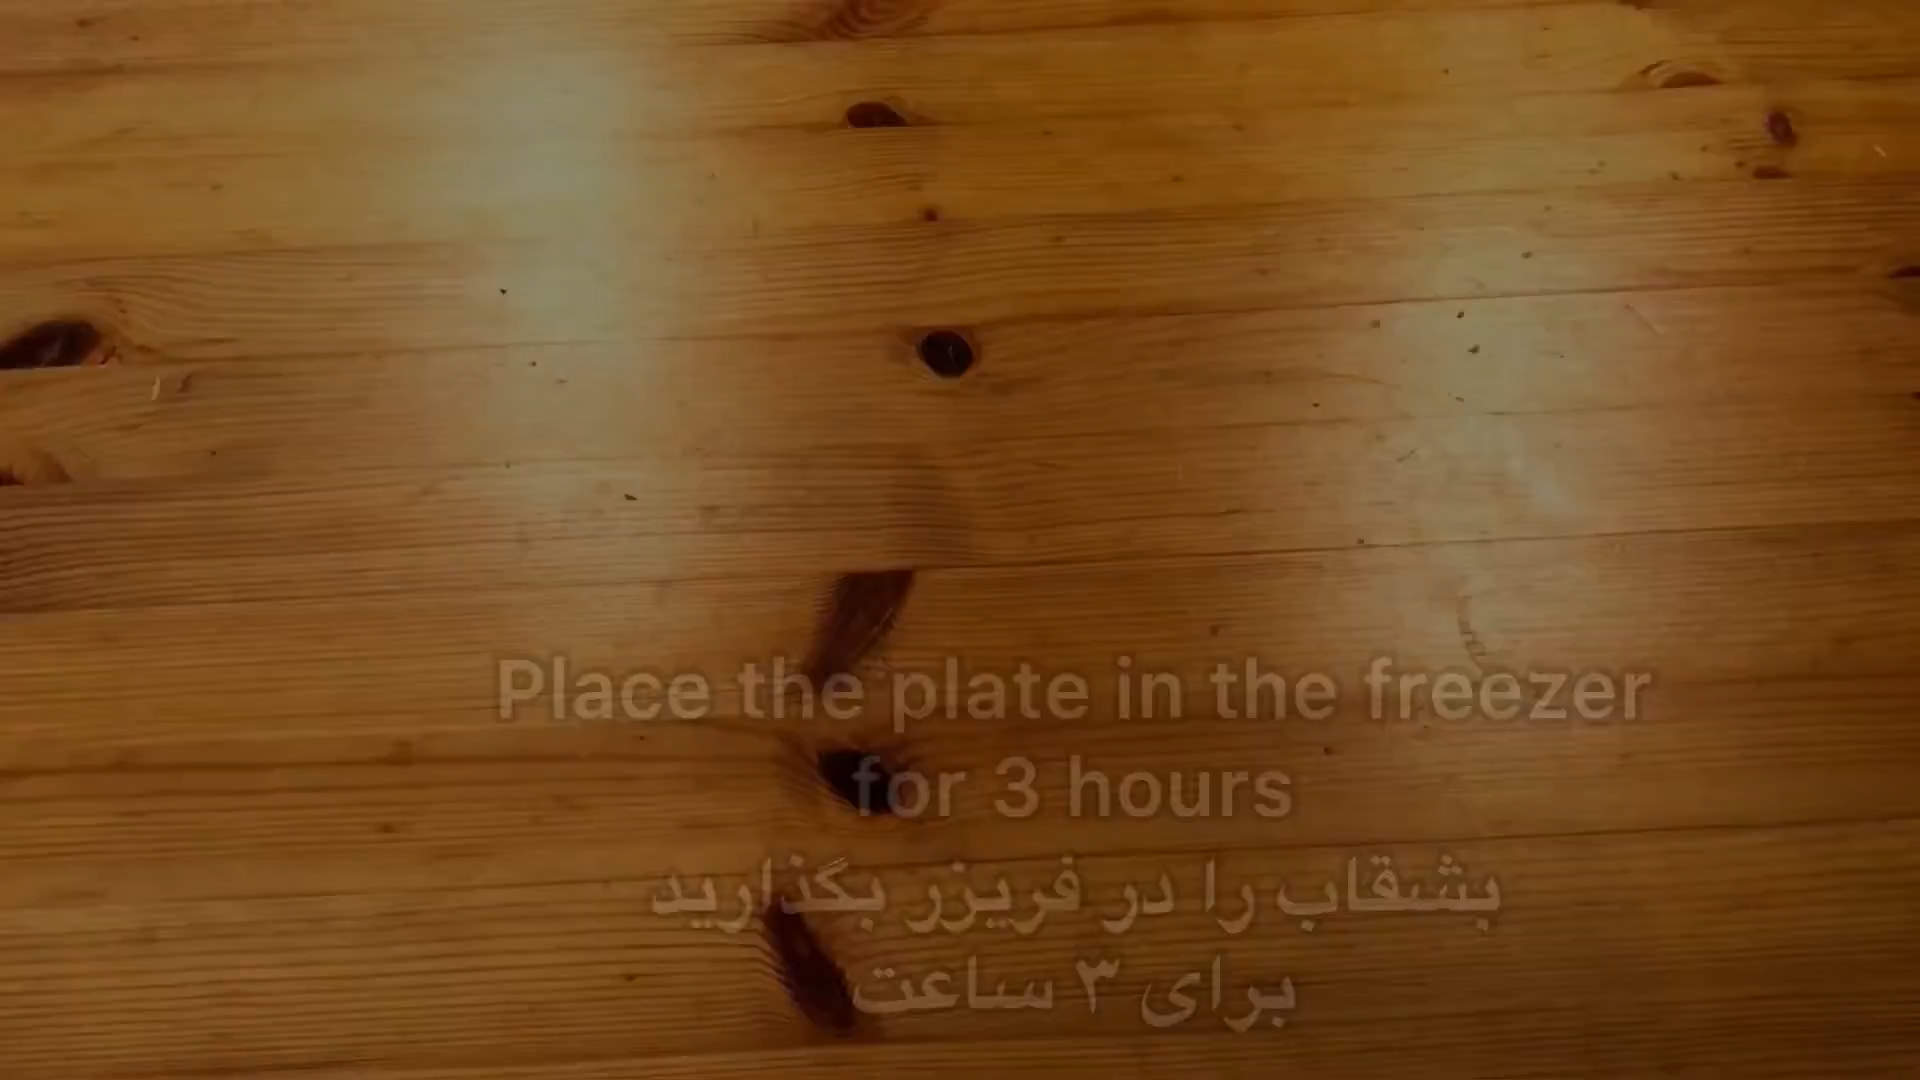 Place the plate in the freezer
for 3 hours
بشقاب را در فریزر بگذارید
برای ۳ ساعت